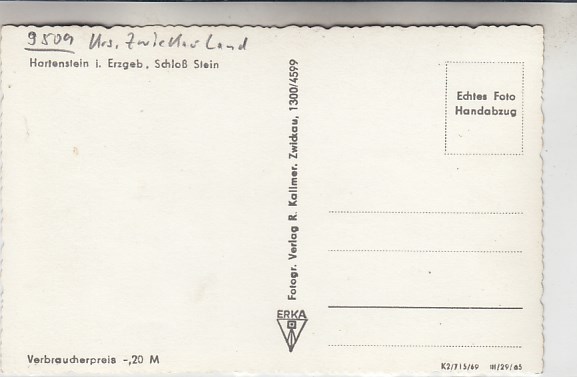 9509 Krs. Zwickau Land
Hartenstein i. Erzgeb., Schloß Stein
Fotogr. Verlag R. Kallmer. Zwickau, 1300/4599
ERKA
Echtes Foto
Handabzug
Verbraucherpreis -,20 M
K2/715/69 III/29/65